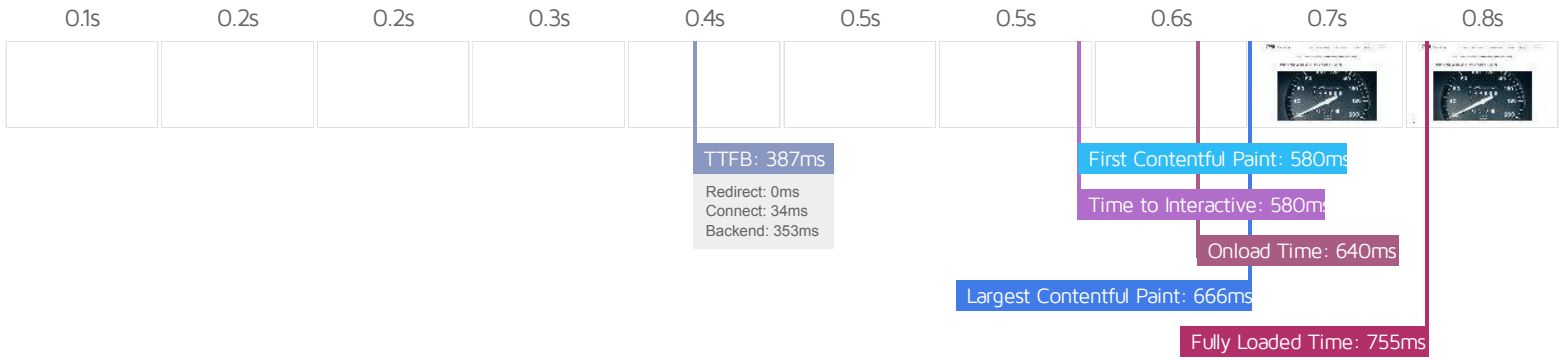 0.1s 0.2s 0.2s 0.3s 0.4s 0.5s 0.5s 0.6s 0.7s 0.8s
TTFB: 387ms
Redirect: 0ms
Connect: 34ms
Backend: 353ms
First Contentful Paint: 580ms
Time to Interactive: 580ms
Onload Time: 640ms
Largest Contentful Paint: 666ms
Fully Loaded Time: 755ms